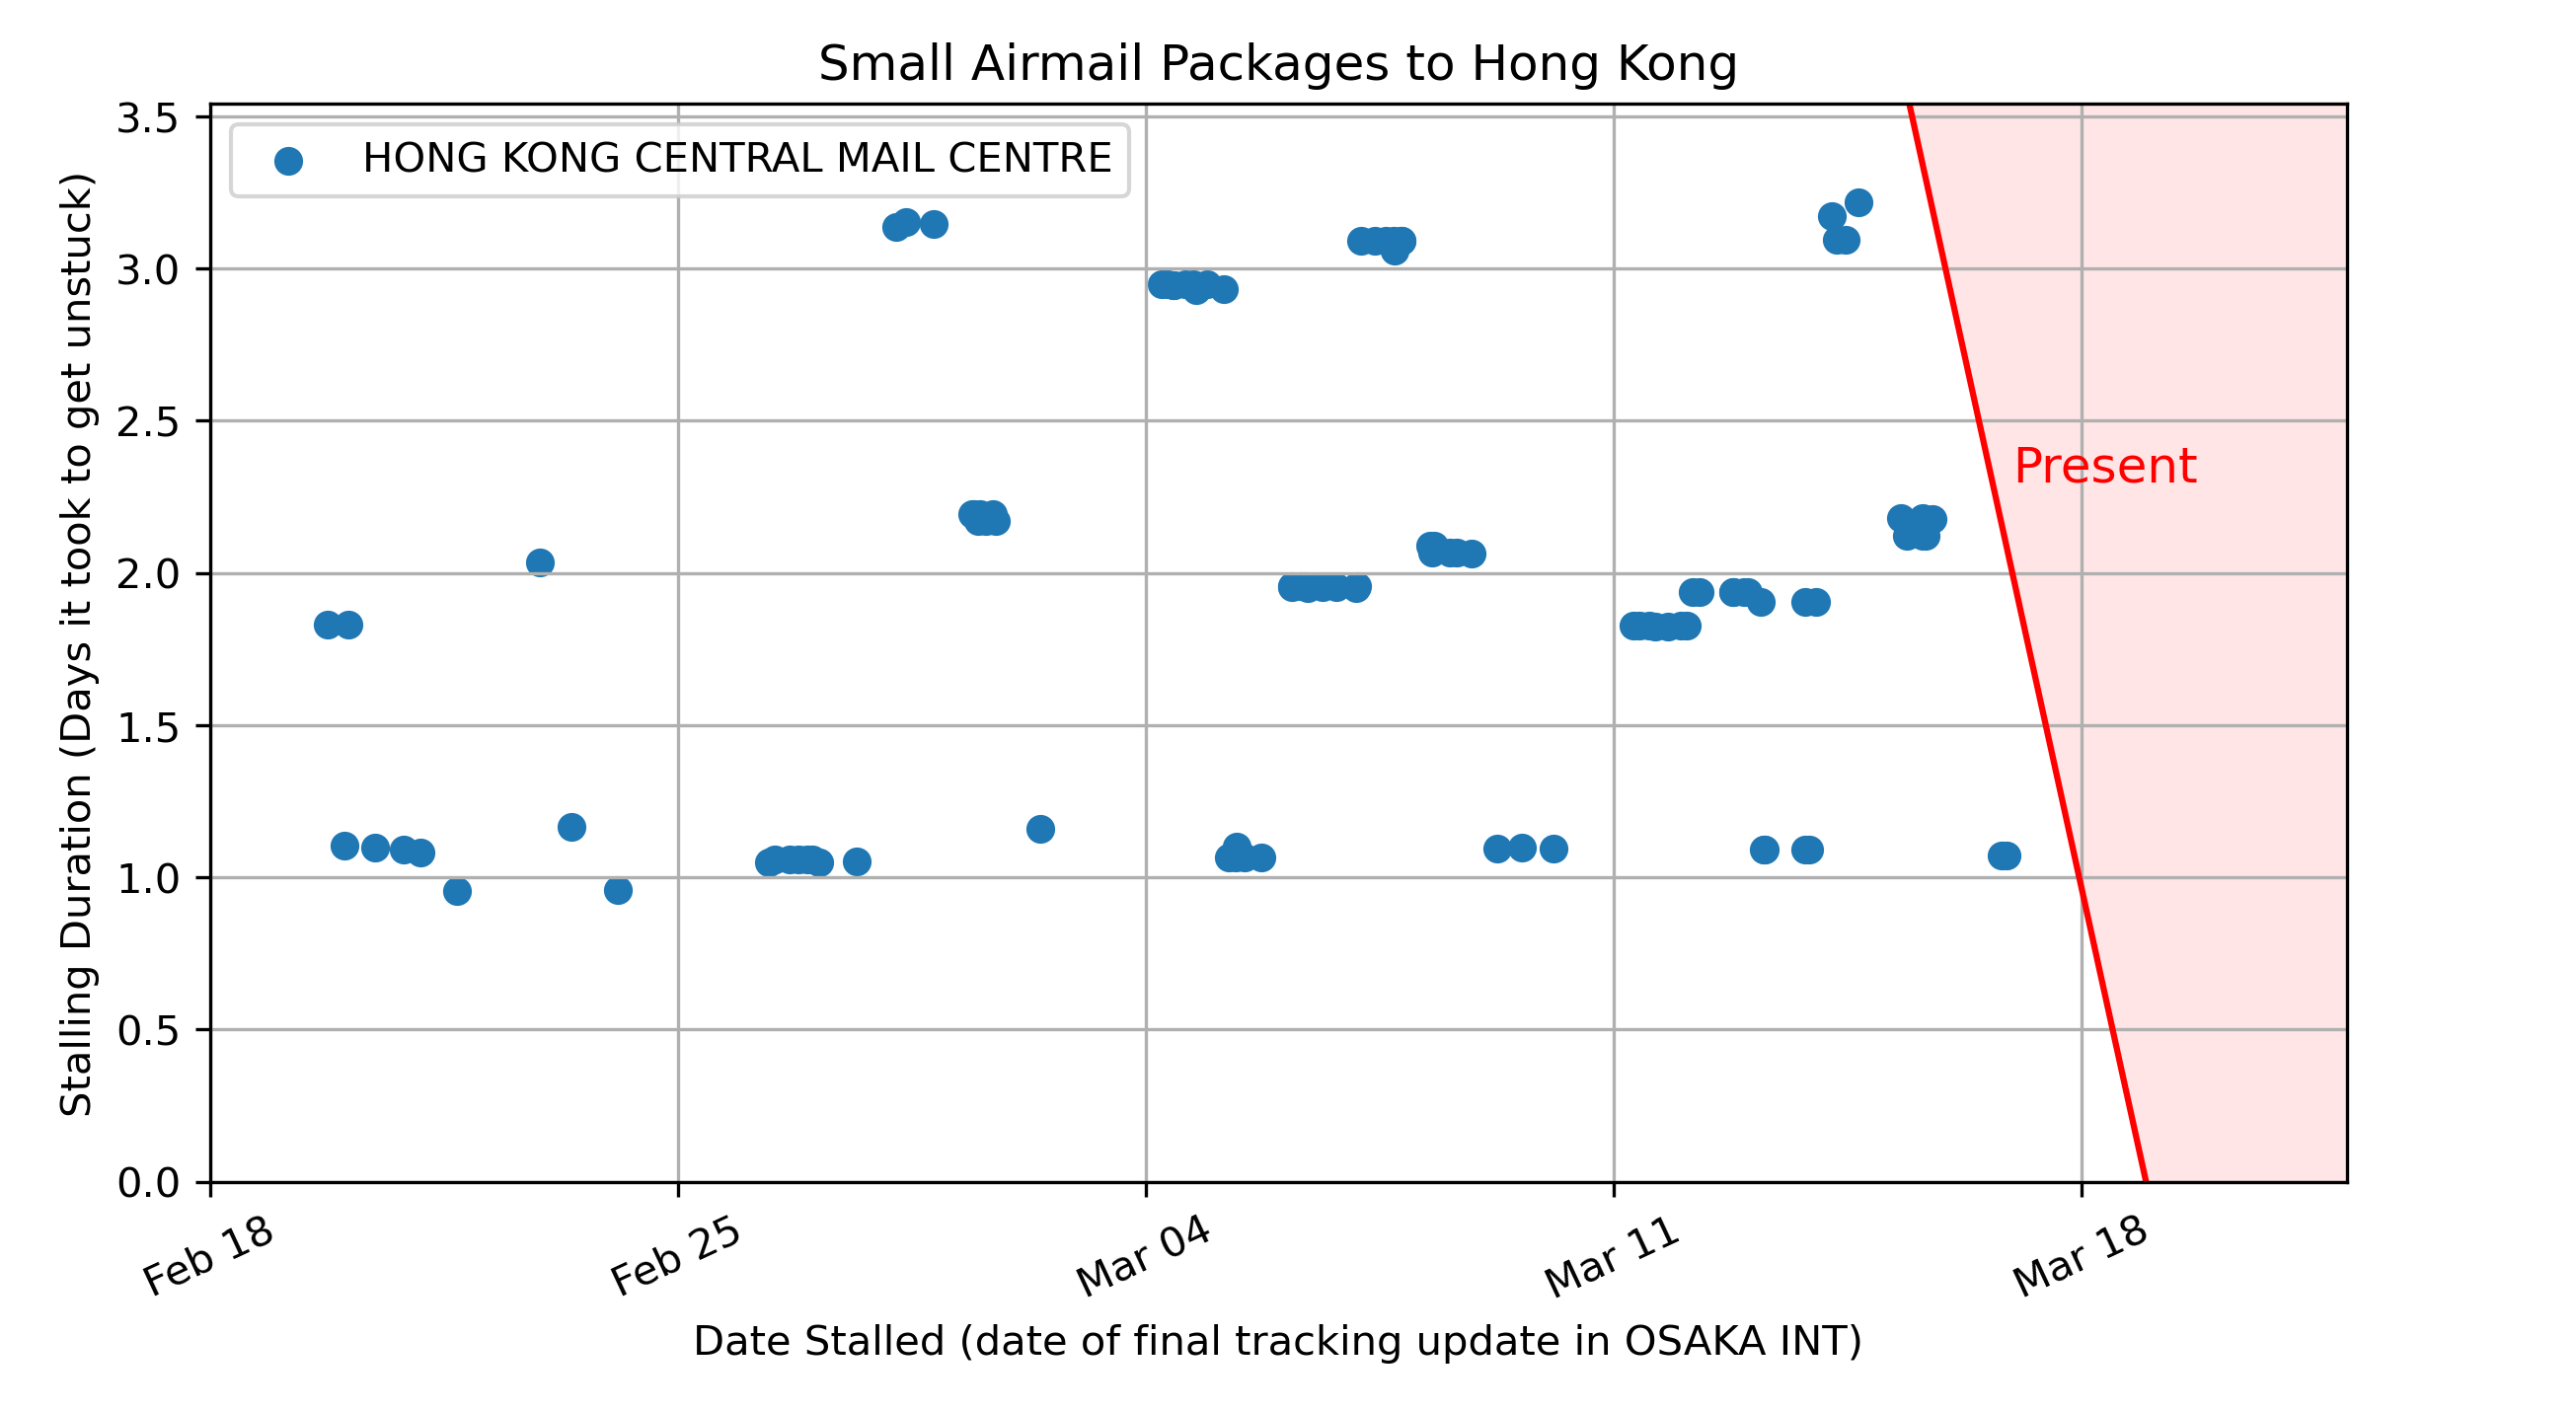 Small Airmail Packages to Hong Kong
HONG KONG CENTRAL MAIL CENTRE
Stalling Duration (Days it took to get unstuck)
3.5
3.0
2.5
2.0
1.5
1.0
0.5
0.0
Present
Feb 18
Feb 25
Mar 04
Mar 11
Mar 18
Date Stalled (date of final tracking update in OSAKA INT)